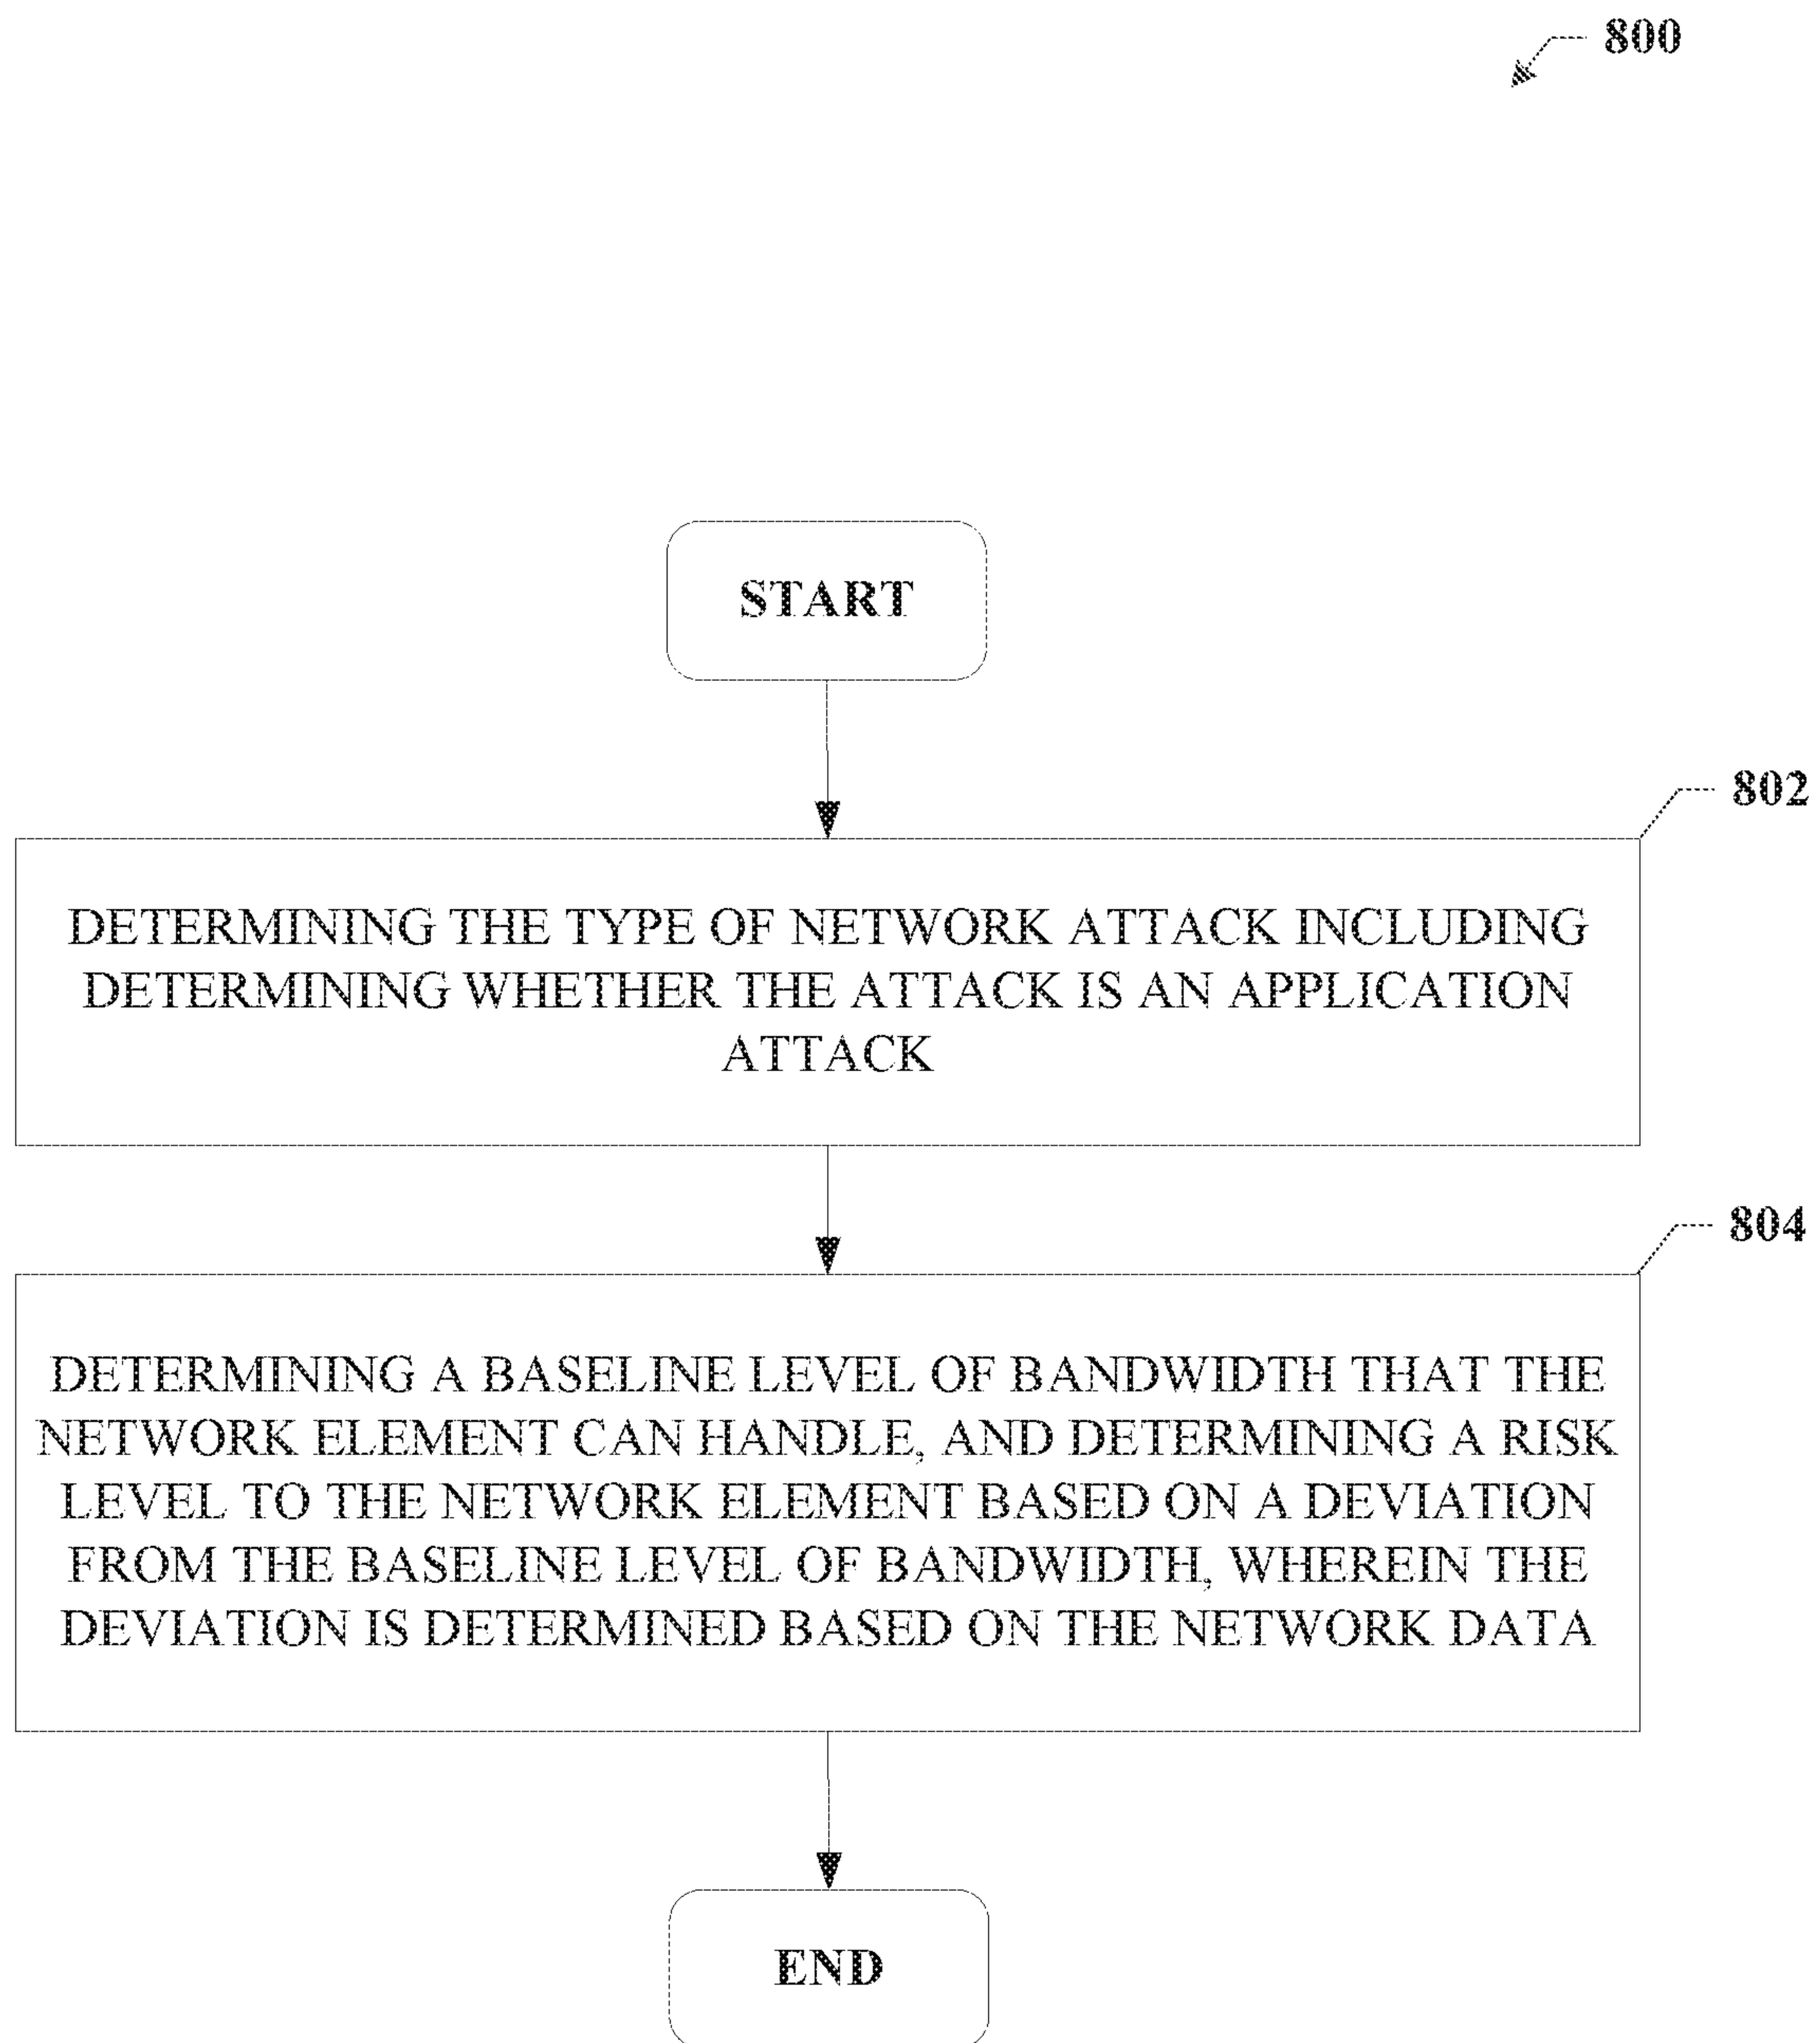 800
START
802
DETERMINING THE TYPE OF NETWORK ATTACK INCLUDING
DETERMINING WHETHER THE ATTACK IS AN APPLICATION
ATTACK
804
DETERMINING A BASELINE LEVEL OF BANDWIDTH THAT THE
NETWORK ELEMENT CAN HANDLE, AND DETERMINING A RISK
LEVEL TO THE NETWORK ELEMENT BASED ON A DEVIATION
FROM THE BASELINE LEVEL OF BANDWIDTH, WHEREIN THE
DEVIATION IS DETERMINED BASED ON THE NETWORK DATA
END